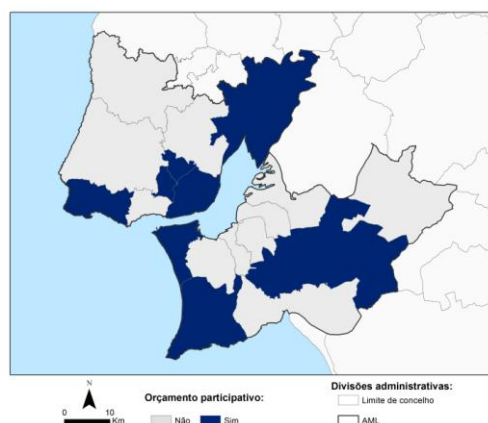 N
0 10
Km
Orçamento participativo:
Não Sim
Divisões administrativas:
Limite de concelho
AML